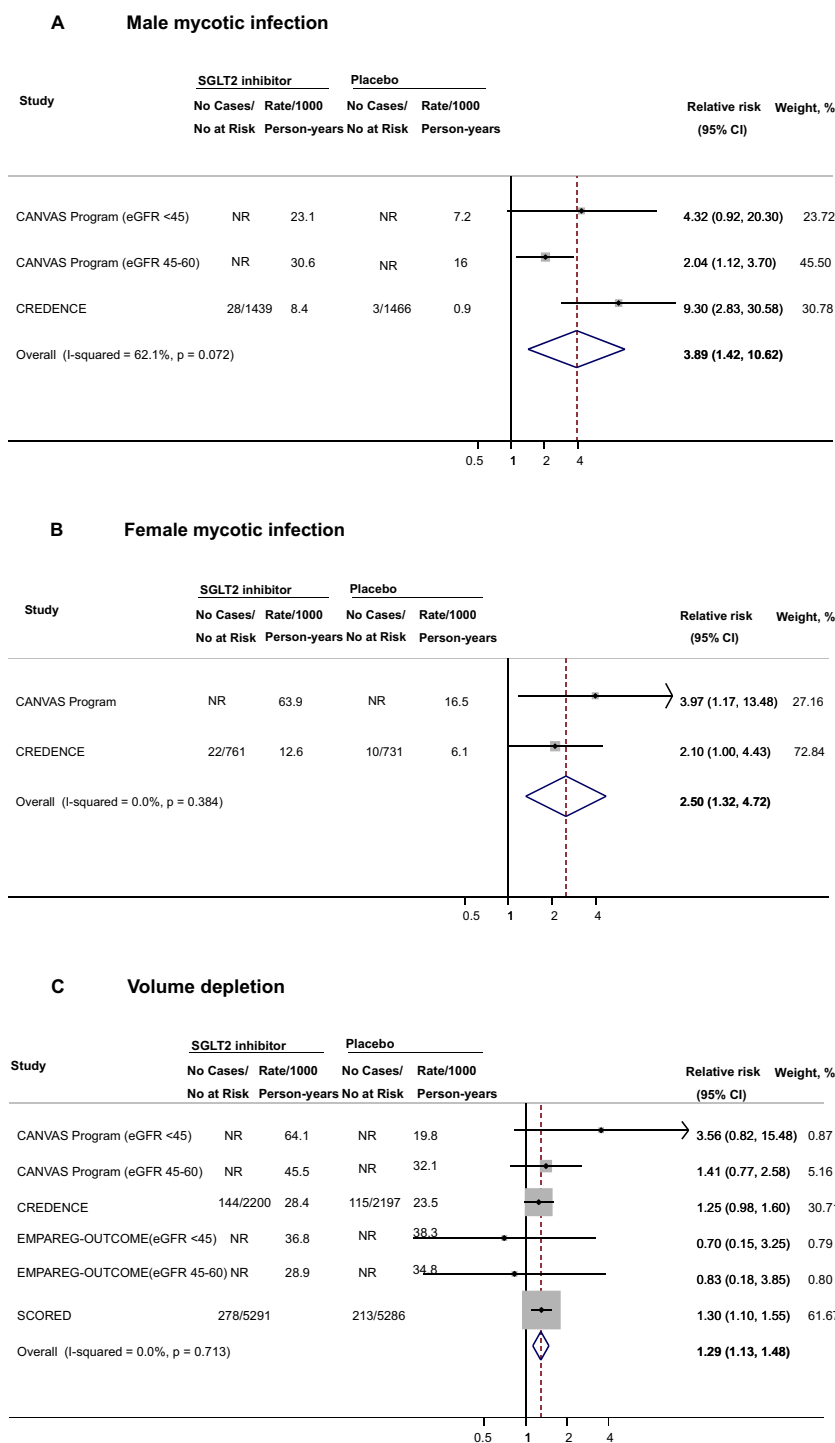 A Male mycotic infection
SGLT2 inhibitor Placebo
Study No Cases/ Rate/1000 No Cases/ Rate/1000 Relative risk Weight, %
No at Risk Person-years No at Risk Person-years (95% CI)
CANVAS Program (eGFR <45) NR 23.1 NR 7.2 4.32 (0.92, 20.30) 23.72
CANVAS Program (eGFR 45-60) NR 30.6 NR 16 2.04 (1.12, 3.70) 45.50
CREDENCE 28/1439 8.4 3/1466 0.9 9.30 (2.83, 30.58) 30.78
Overall (I-squared = 62.1%, p = 0.072) 3.89 (1.42, 10.62)
0.5 1 2 4
B Female mycotic infection
SGLT2 inhibitor Placebo
Study No Cases/ Rate/1000 No Cases/ Rate/1000 Relative risk Weight, %
No at Risk Person-years No at Risk Person-years (95% CI)
CANVAS Program NR 63.9 NR 16.5 3.97 (1.17, 13.48) 27.16
CREDENCE 22/761 12.6 10/731 6.1 2.10 (1.00, 4.43) 72.84
Overall (I-squared = 0.0%, p = 0.384) 2.50 (1.32, 4.72)
0.5 1 2 4
C Volume depletion
SGLT2 inhibitor Placebo
Study No Cases/ Rate/1000 No Cases/ Rate/1000 Relative risk Weight, %
No at Risk Person-years No at Risk Person-years (95% CI)
CANVAS Program (eGFR <45) NR 64.1 NR 19.8 3.56 (0.82, 15.48) 0.87
CANVAS Program (eGFR 45-60) NR 45.5 NR 32.1 1.41 (0.77, 2.58) 5.16
CREDENCE 144/2200 28.4 115/2197 23.5 1.25 (0.98, 1.60)
EMPAREG-OUTCOME(eGFR <45) NR 36.8 NR 38.3 0.70 (0.15, 3.25) 0.79
EMPAREG-OUTCOME(eGFR 45-60) NR 28.9 NR 34.8 0.83 (0.18, 3.85) 0.80
SCORED 278/5291 213/5286 1.30 (1.10, 1.55)
Overall (I-squared = 0.0%, p = 0.713) 1.29 (1.13, 1.48)
0.5 1 2 4